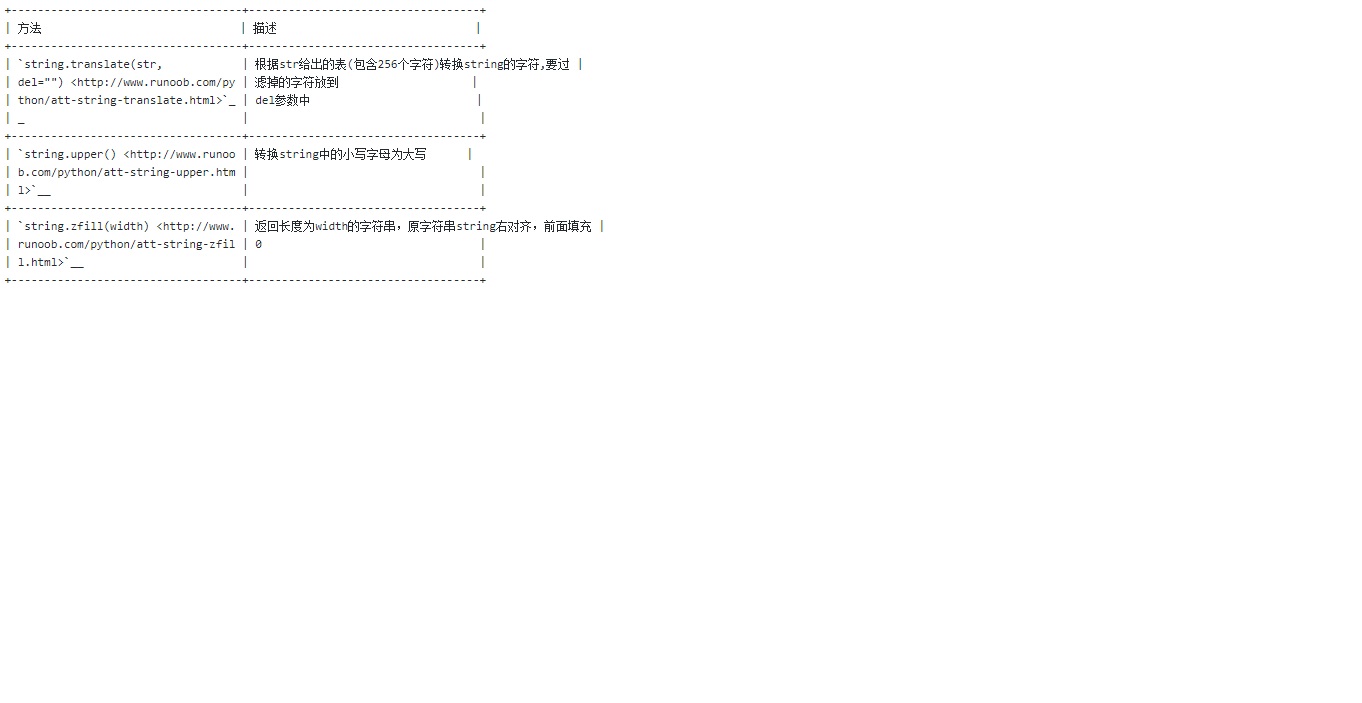 +-----------------------------------+-----------------------------------+
| 方法 | 描述 |
+-----------------------------------+-----------------------------------+
| `string.translate(str, | 根据str给出的表(包含256个字符)转换string的字符,要过 |
| del="") <http://www.runoob.com/py | 滤掉的字符放到 |
| thon/att-string-translate.html>`_ | del参数中 |
| _ | |
+-----------------------------------+-----------------------------------+
| `string.upper() <http://www.runoo | 转换string中的小写字母为大写 |
| b.com/python/att-string-upper.htm | |
| l>`__ | |
+-----------------------------------+-----------------------------------+
| `string.zfill(width) <http://www. | 返回长度为width的字符串，原字符串string右对齐，前面填充 |
| runoob.com/python/att-string-zfil | 0 |
| l.html>`__ | |
+-----------------------------------+-----------------------------------+